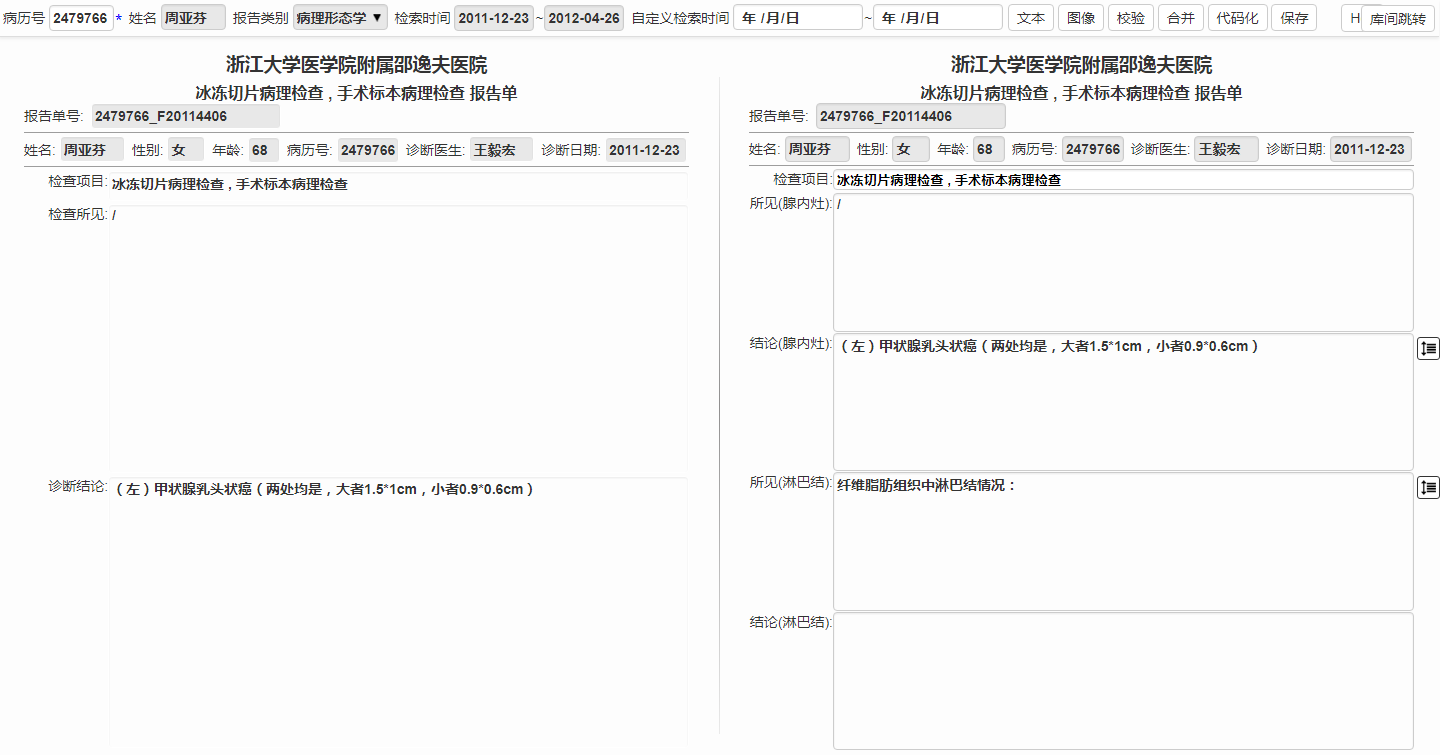 病历号 2479766 * 姓名 周亚芬 报告类别 病理形态学 ▼ 检索时间 2011-12-23 ~ 2012-04-26 自定义检索时间 年 /月/日 ~ 年 /月/日 文本 图像 校验 合并 代码化 保存 H 库间跳转
浙江大学医学院附属邵逸夫医院
冰冻切片病理检查 , 手术标本病理检查 报告单
报告单号: 2479766_F20114406
姓名: 周亚芬 性别: 女 年龄: 68 病历号: 2479766 诊断医生: 王毅宏 诊断日期: 2011-12-23
检查项目: 冰冻切片病理检查 , 手术标本病理检查
检查所见: /
诊断结论: （左）甲状腺乳头状癌（两处均是，大者1.5*1cm，小者0.9*0.6cm）
浙江大学医学院附属邵逸夫医院
冰冻切片病理检查 , 手术标本病理检查 报告单
报告单号: 2479766_F20114406
姓名: 周亚芬 性别: 女 年龄: 68 病历号: 2479766 诊断医生: 王毅宏 诊断日期: 2011-12-23
检查项目: 冰冻切片病理检查 , 手术标本病理检查
所见(腺内灶): /
结论(腺内灶): （左）甲状腺乳头状癌（两处均是，大者1.5*1cm，小者0.9*0.6cm）
所见(淋巴结): 纤维脂肪组织中淋巴结情况：
结论(淋巴结):